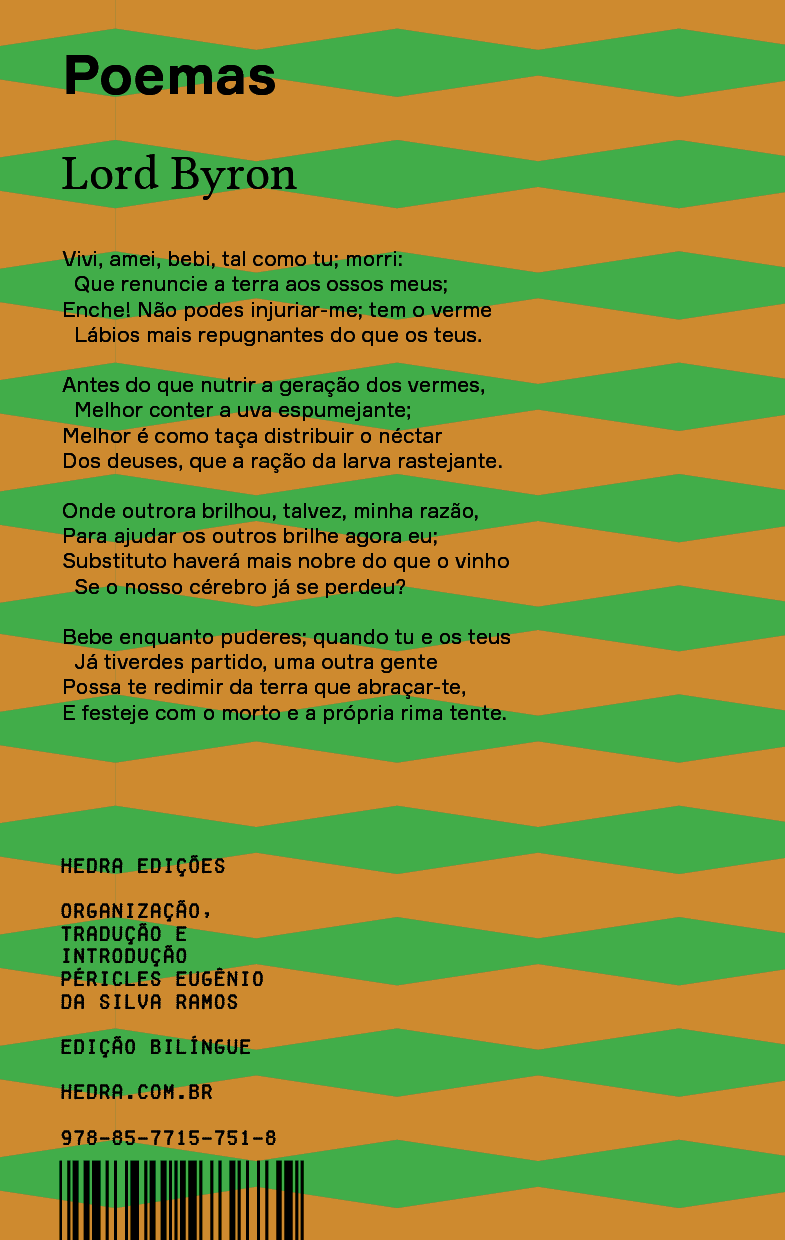 Poemas
Lord Byron
Vivi, amei, bebi, tal como tu; morri:
Que renuncie a terra aos ossos meus;
Enche! Não podes injuriar-me; tem o verme
Lábios mais repugnantes do que os teus.
Antes do que nutrir a geração dos vermes,
Melhor conter a uva espumejante;
Melhor é como taça distribuir o néctar
Dos deuses, que a ração da larva rastejante.
Onde outrora brilhou, talvez, minha razão,
Para ajudar os outros brilhe agora eu;
Substituto haverá mais nobre do que o vinho
Se o nosso cérebro já se perdeu?
Bebe enquanto puderes; quando tu e os teus
Já tiverdes partido, uma outra gente
Possa te redimir da terra que abraçar-te,
E festeje com o morto e a própria rima tente.
HEDRA EDIÇÕES
ORGANIZAÇÃO,
TRADUÇÃO E
INTRODUÇÃO
PÉRICLES EUGÊNIO
DA SILVA RAMOS
EDIÇÃO BILÍNGUE
HEDRA.COM.BR
978-85-7715-751-8